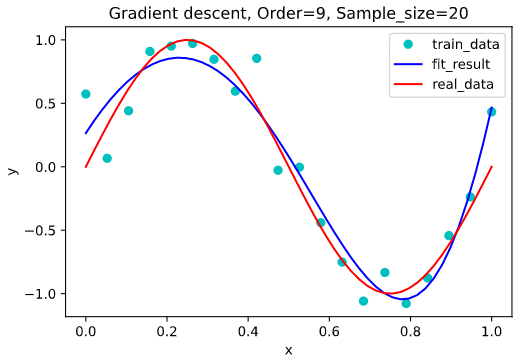 Gradient descent, Order=9, Sample_size=20
train_data
fit_result
real_data
1.0
0.5
0.0
−0.5
−1.0
y
0.0 0.2 0.4 0.6 0.8 1.0
x